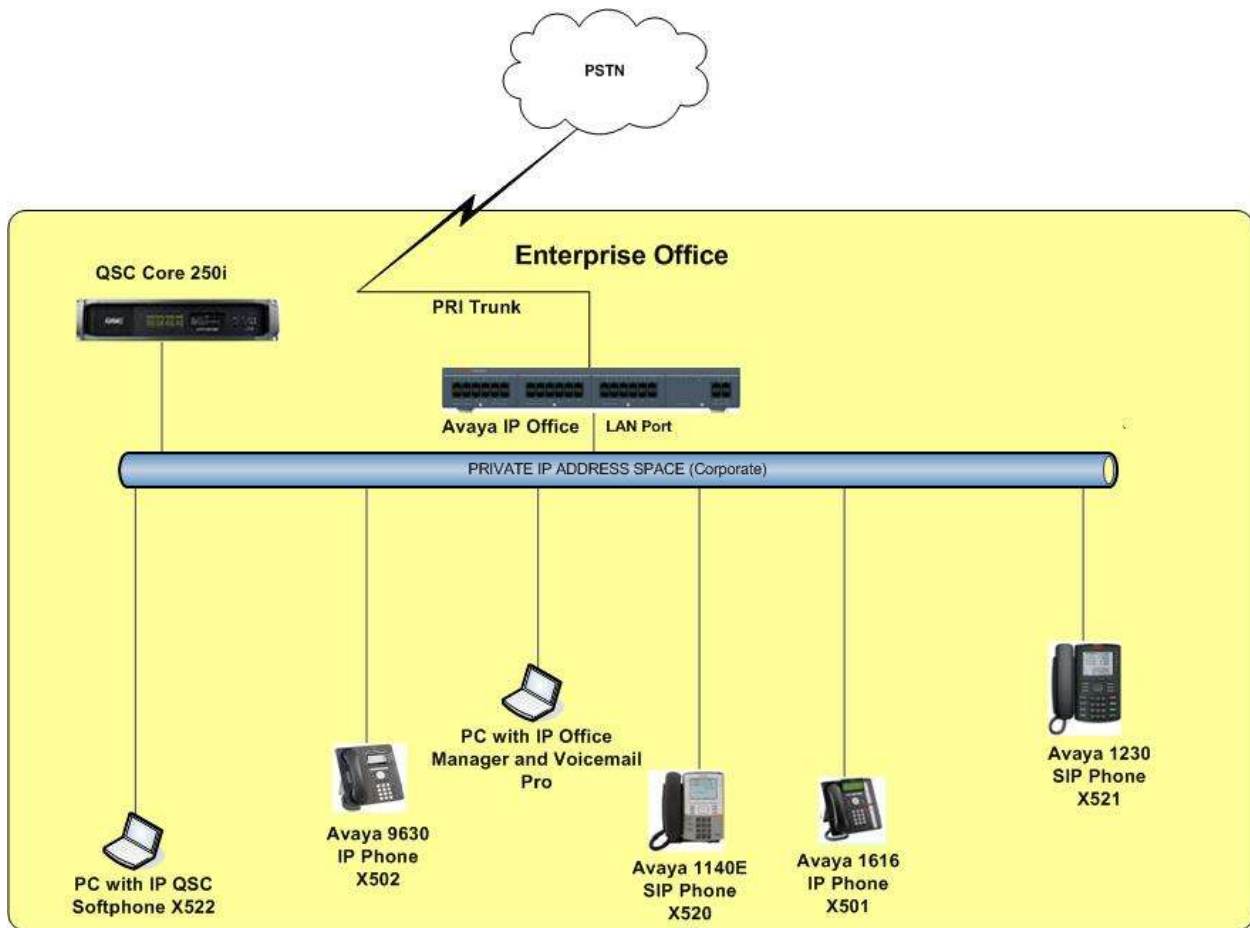 PSTN
Enterprise Office
QSC Core 250i
QSC
PRI Trunk
Avaya IP Office
LAN Port
PRIVATE IP ADDRESS SPACE (Corporate)
PC with IP Office
Manager and Voicemail
Pro
Avaya 1230
SIP Phone
X521
Avaya 9630
IP Phone
X502
Avaya 1140E
SIP Phone
X520
Avaya 1616
IP Phone
X501
PC with IP QSC
Softphone X522